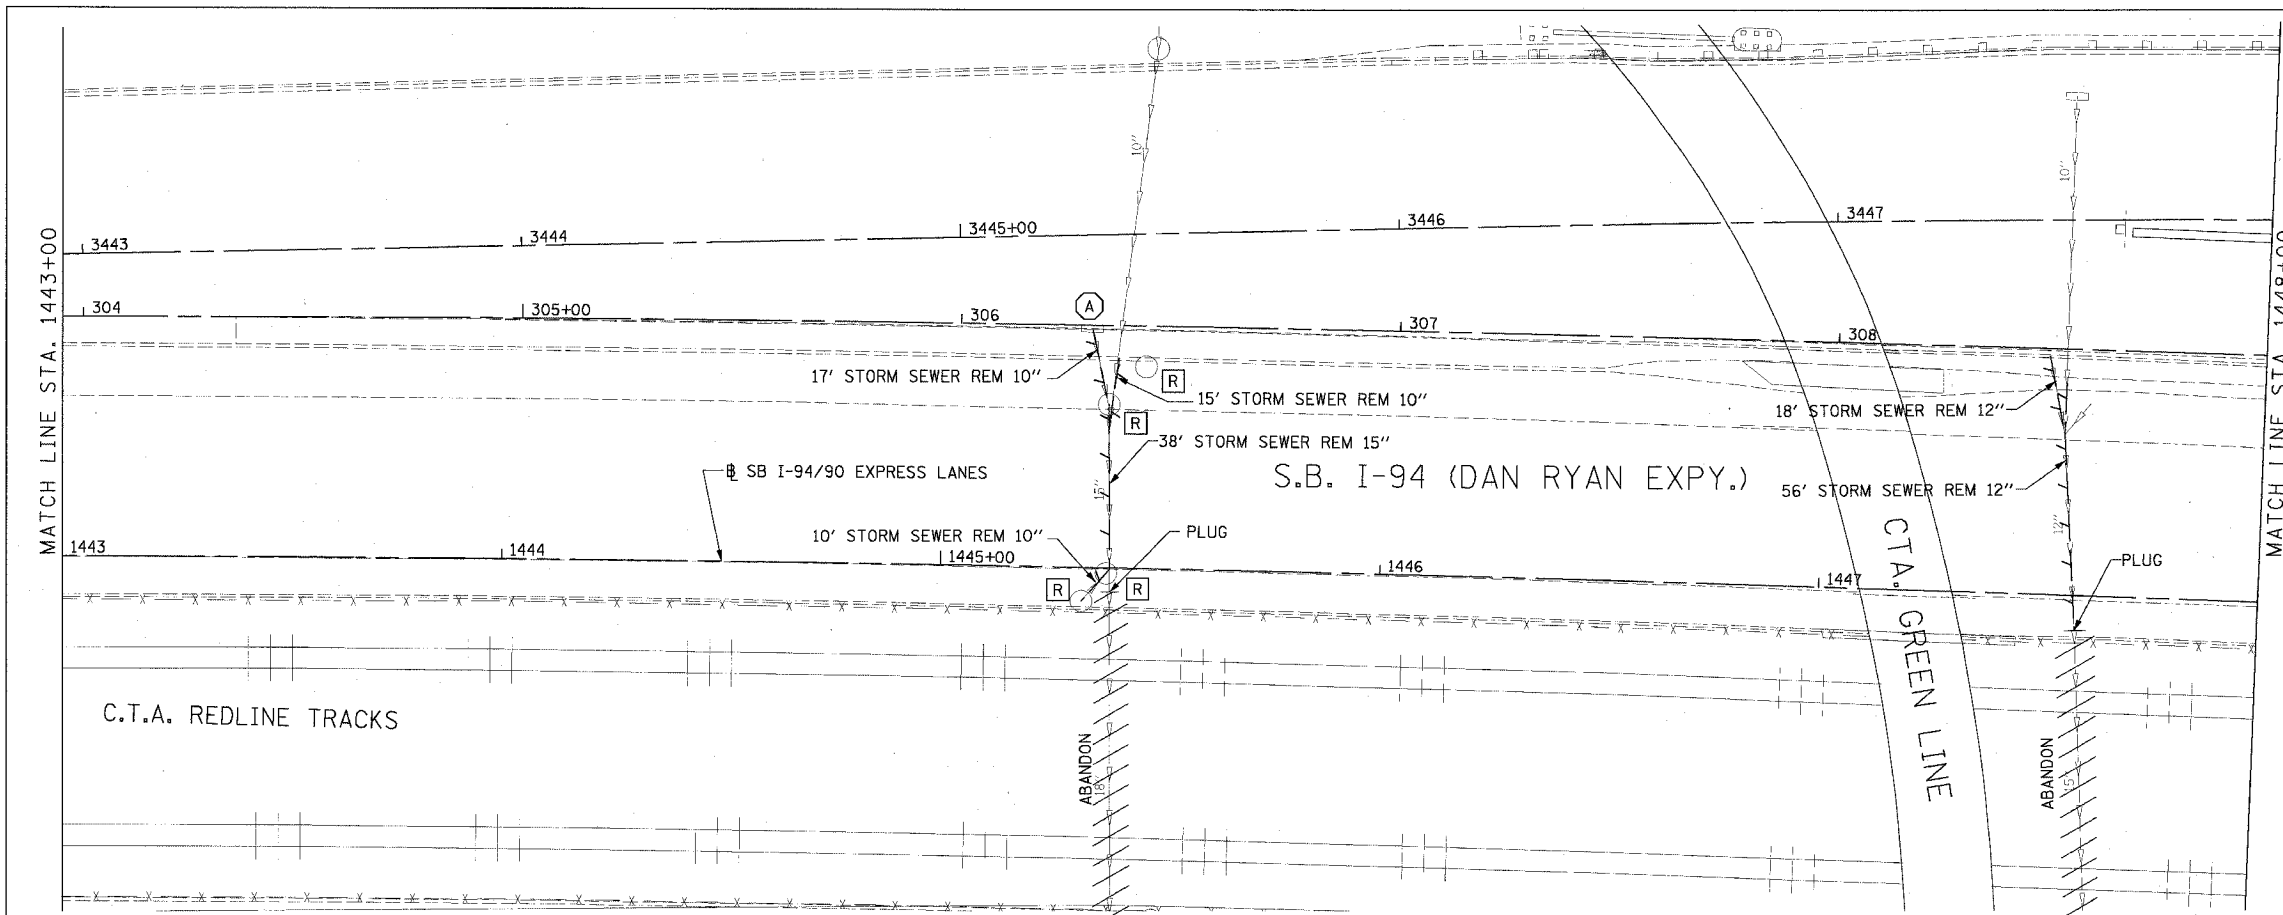 MATCH LINE STA. 1443+00
10"
10"
3443
3444
3445+00
3446
3447
304
305+00
306
307
308
A
17' STORM SEWER REM 10"
R
15' STORM SEWER REM 10"
R
38' STORM SEWER REM 15"
18' STORM SEWER REM 12"
℄ SB I-94/90 EXPRESS LANES
15"
S.B. I-94 (DAN RYAN EXPY.)
56' STORM SEWER REM 12"
12"
10' STORM SEWER REM 10"
PLUG
1443
1444
1445+00
1446
1447
PLUG
R
R
C.T.A. REDLINE TRACKS
CTA. GREEN LINE
ABANDON
18"
ABANDON
15"
MATCH LINE STA. 1448+00